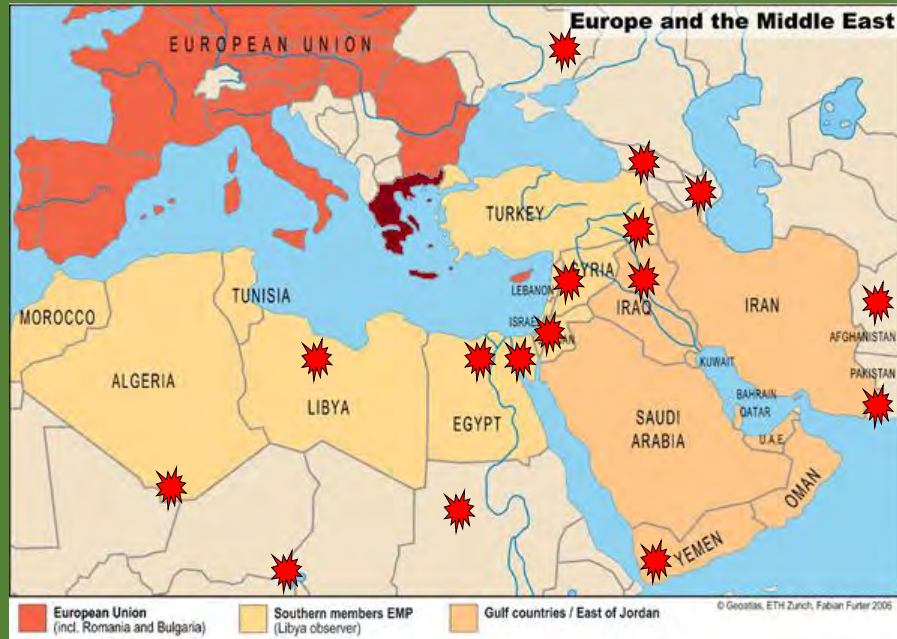 Europe and the Middle East
EUROPEAN UNION
TURKEY
SYRIA
LEBANON
IRAQ
IRAN
AFGHANISTAN
PAKISTAN
KUWAIT
BAHRAIN
QATAR
U.A.E.
SAUDI
ARABIA
OMAN
YEMEN
MOROCCO
ALGERIA
TUNISIA
LIBYA
EGYPT
European Union
(incl. Romania and Bulgaria)
Southern members EMP
(Libya observer)
Gulf countries / East of Jordan
© Geoatlas, ETH Zurich, Fabian Furter 2006